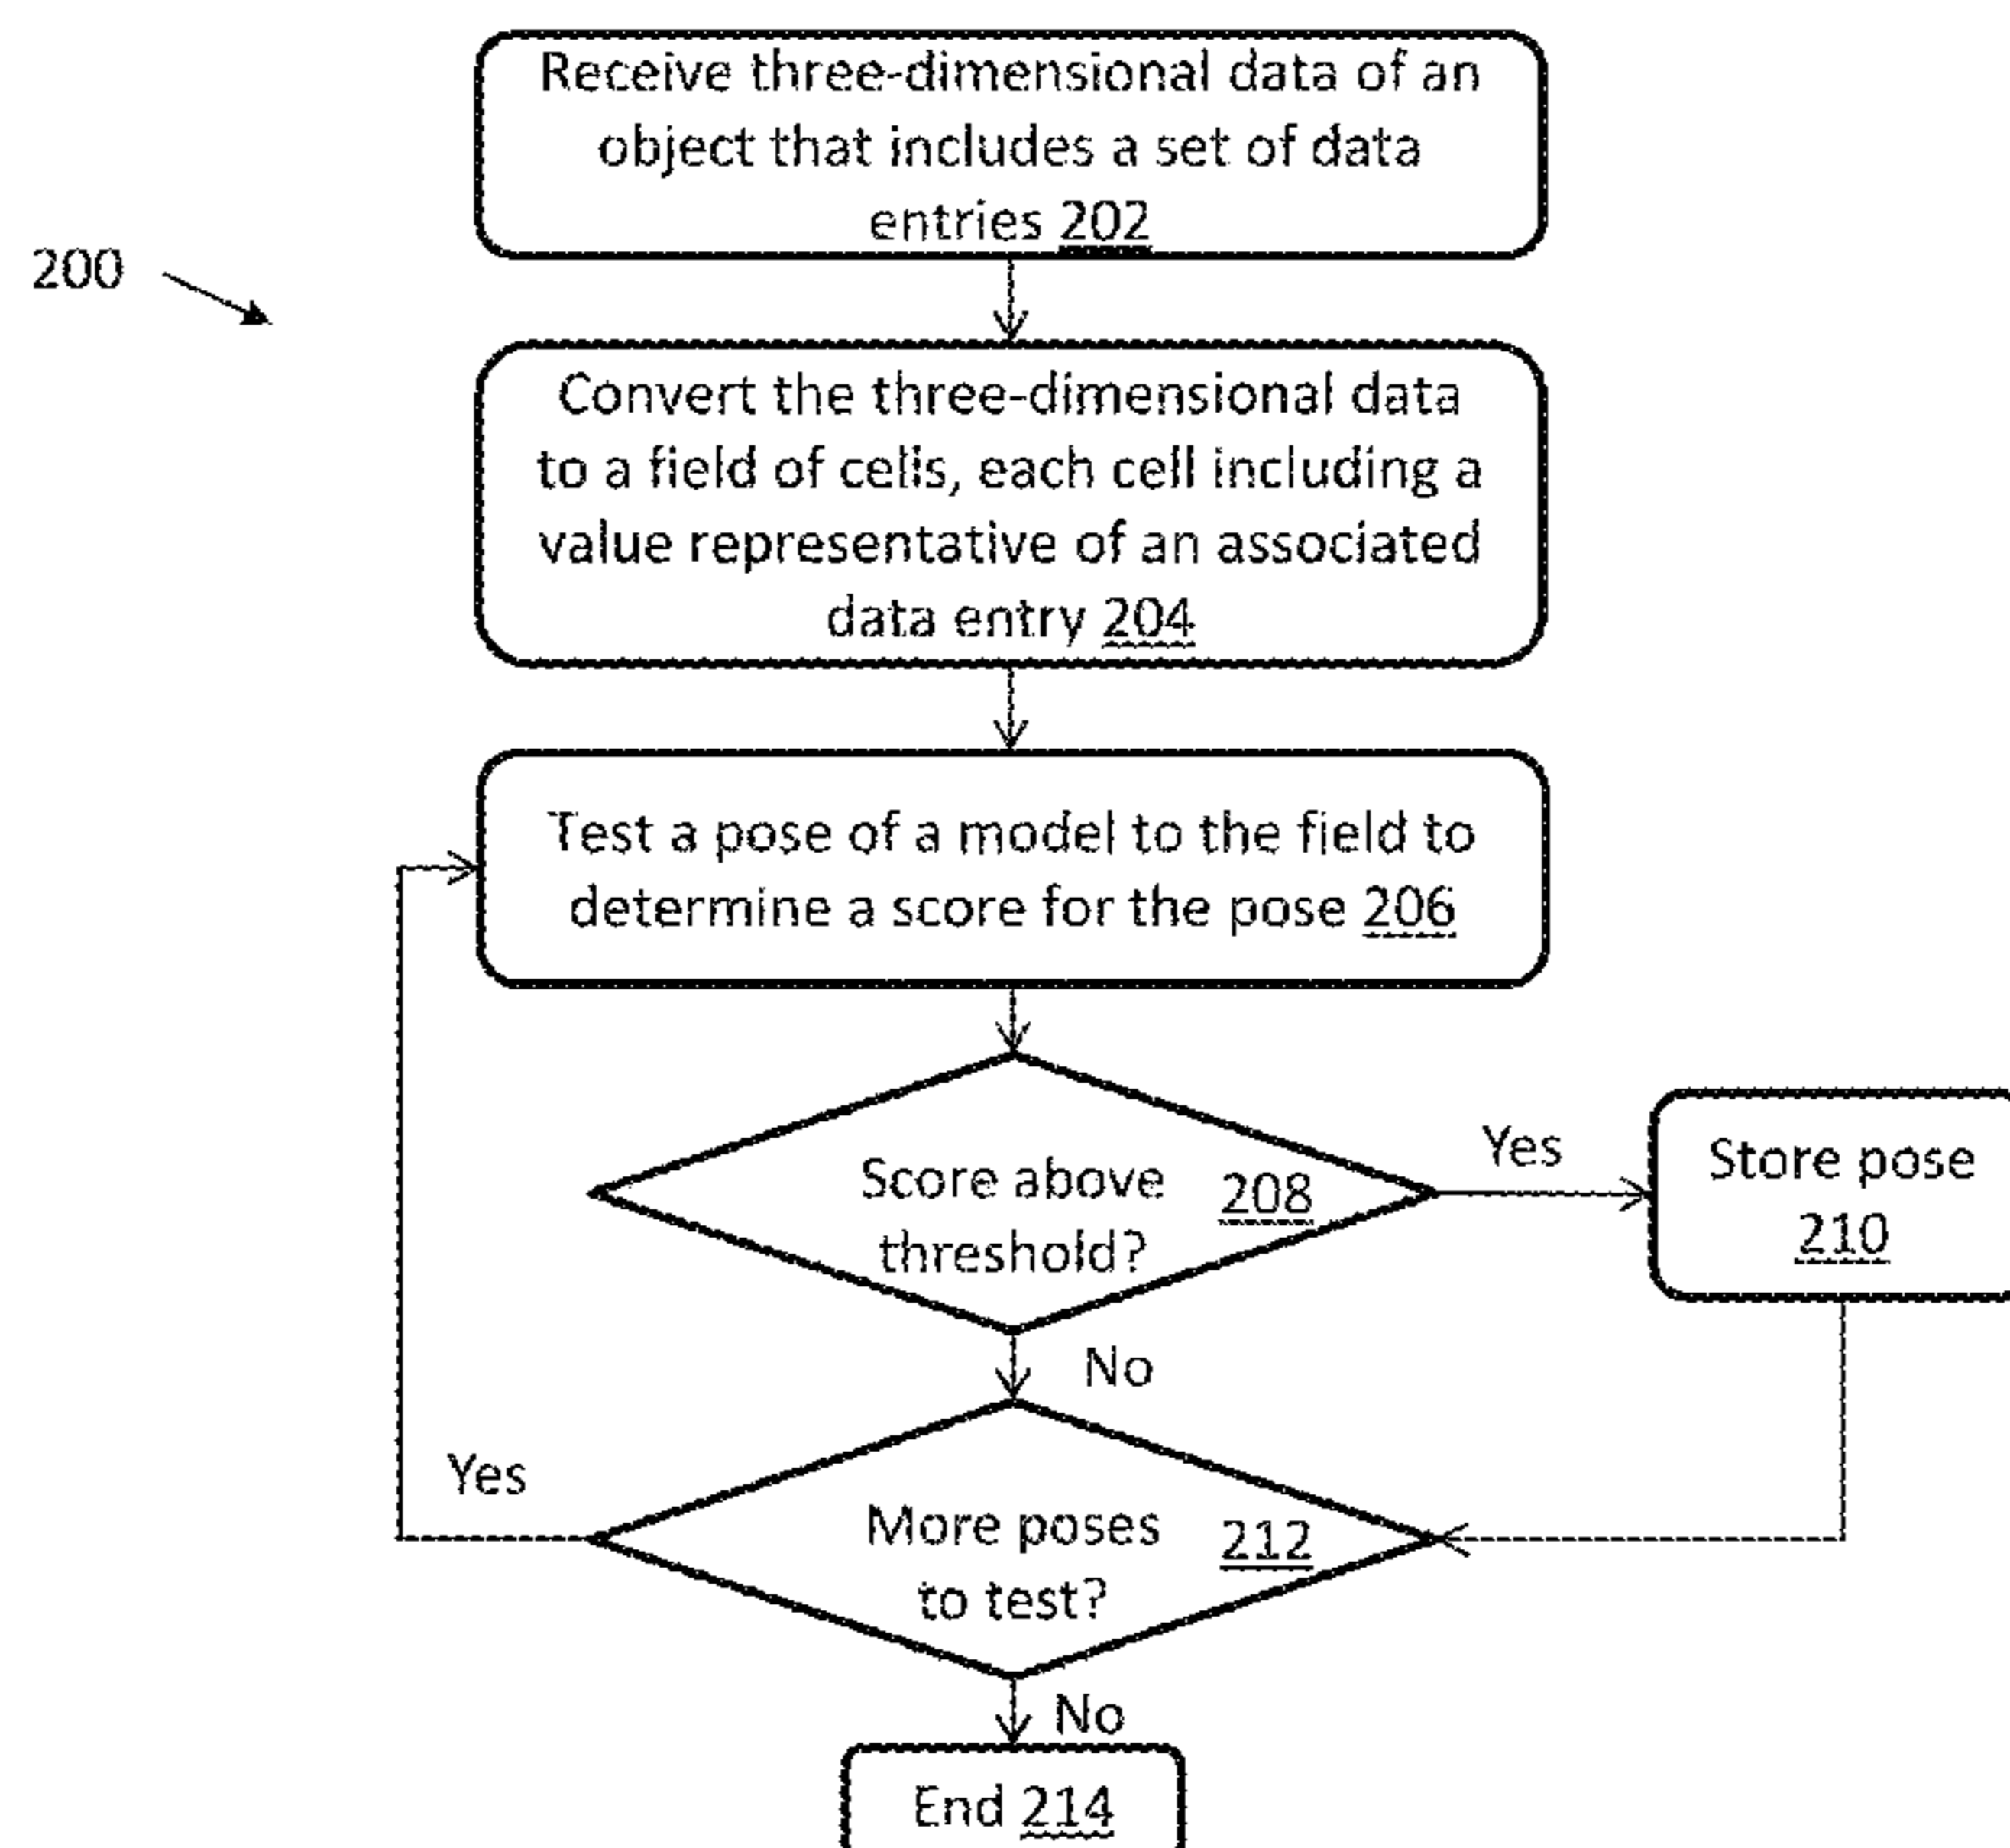 Receive three-dimensional data of an
object that includes a set of data
entries 202
200
Convert the three-dimensional data
to a field of cells, each cell including a
value representative of an associated
data entry 204
Test a pose of a model to the field to
determine a score for the pose 206
Score above
threshold?
208
Yes
Store pose
210
No
Yes
More poses
to test?
212
No
End 214